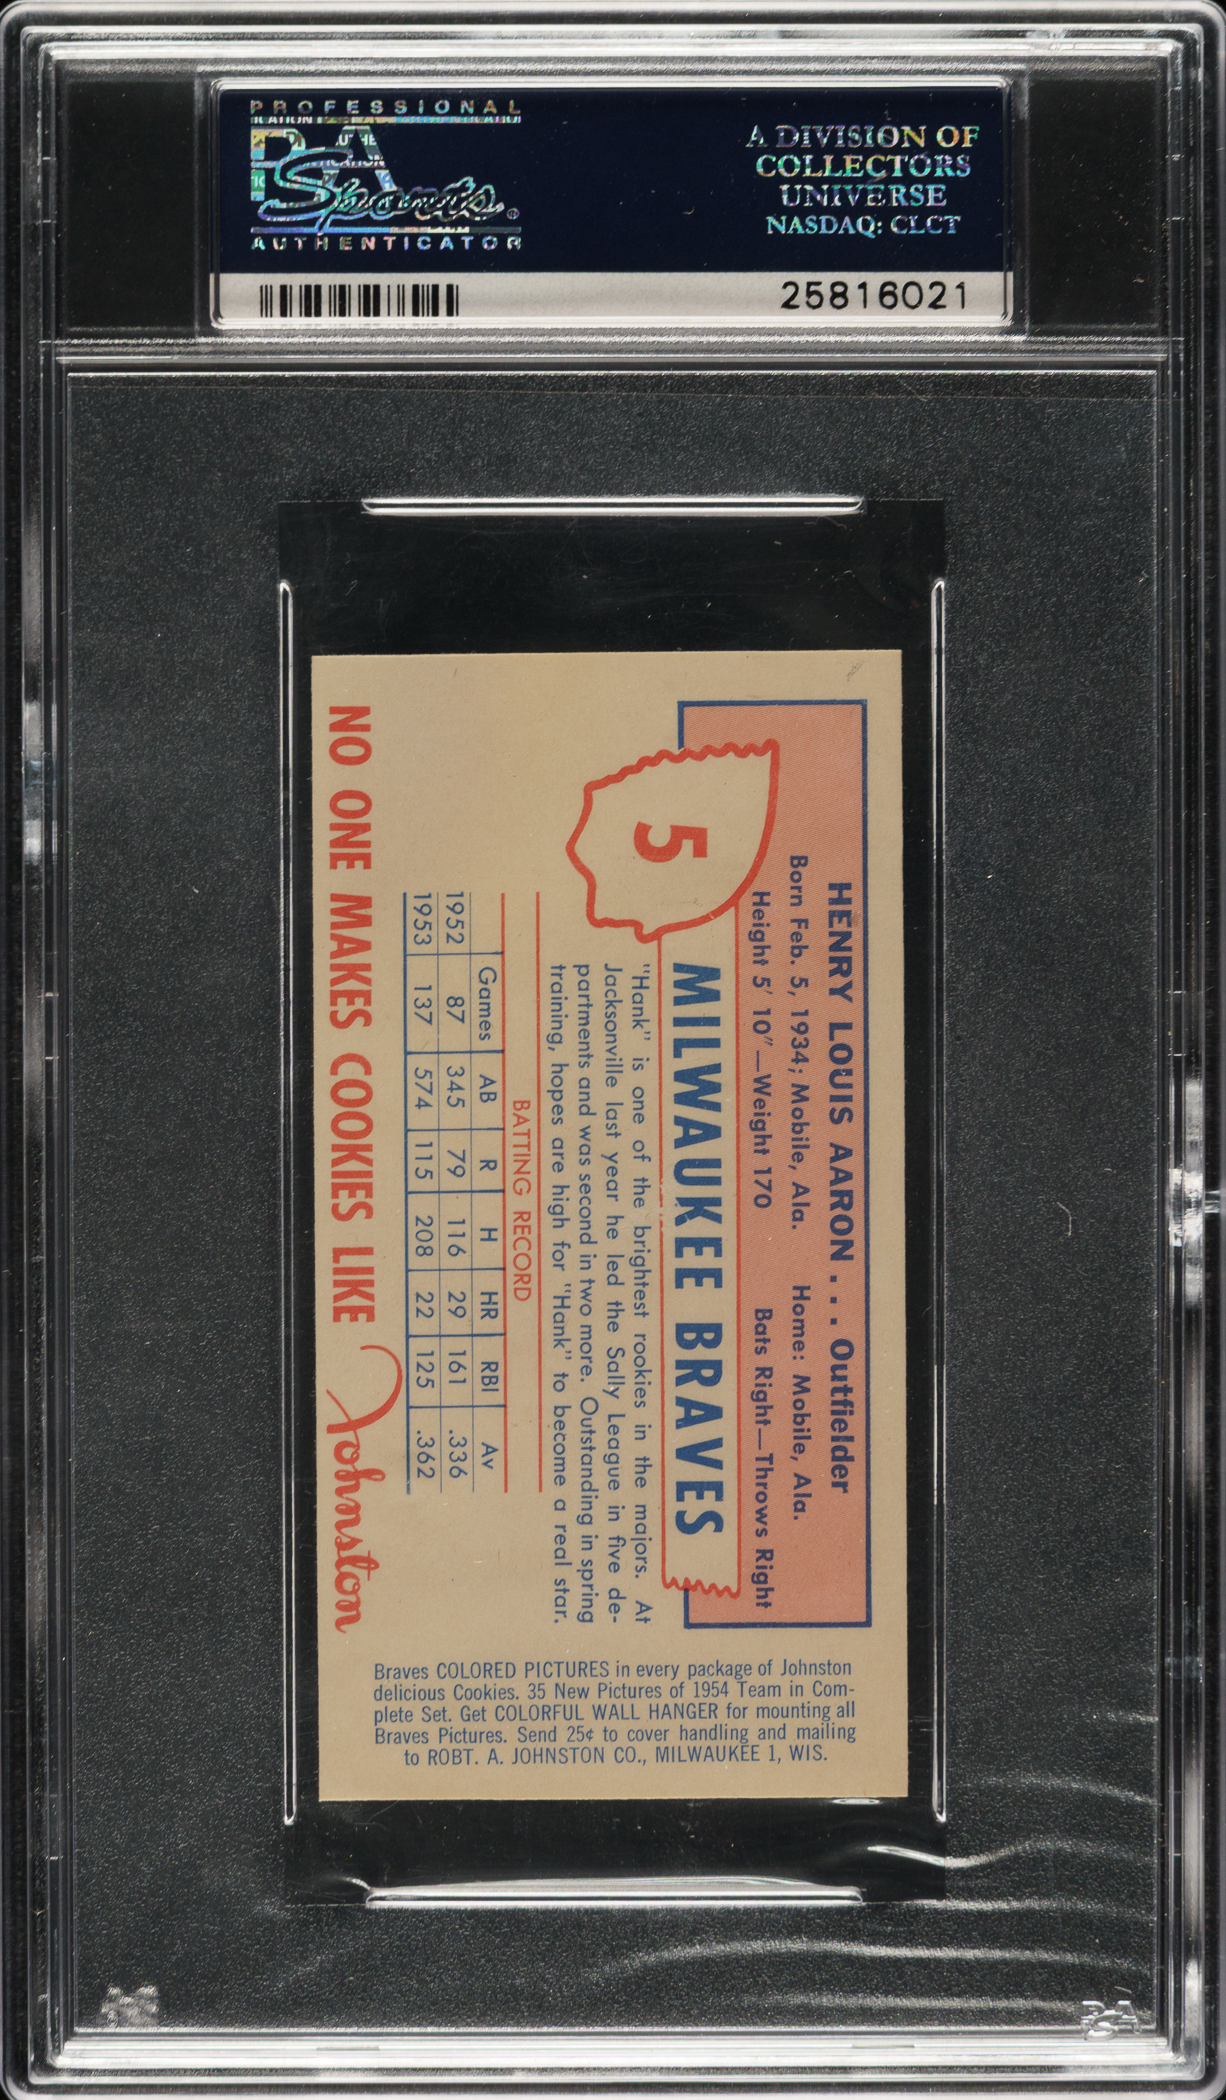 PROFESSIONAL
PSA
Sports
AUTHENTICATOR
A DIVISION OF
COLLECTORS
UNIVERSE
NASDAQ: CLCT
25816021
HENRY LOUIS AARON . . . Outfielder
Born Feb. 5, 1934; Mobile, Ala. Home: Mobile, Ala.
Height 5' 10"—Weight 170 Bats Right—Throws Right
5
MILWAUKEE BRAVES
"Hank" is one of the brightest rookies in the majors. At
Jacksonville last year he led the Sally League in five de-
partments and was second in two more. Outstanding in spring
training, hopes are high for "Hank" to become a real star.
BATTING RECORD
Games AB R H HR RBI Av
1952 87 345 79 116 29 161 .336
1953 137 574 115 208 22 125 .362
NO ONE MAKES COOKIES LIKE Johnston
Braves COLORED PICTURES in every package of Johnston
delicious Cookies. 35 New Pictures of 1954 Team in Com-
plete Set. Get COLORFUL WALL HANGER for mounting all
Braves Pictures. Send 25¢ to cover handling and mailing
to ROBT. A. JOHNSTON CO., MILWAUKEE 1, WIS.
PSA